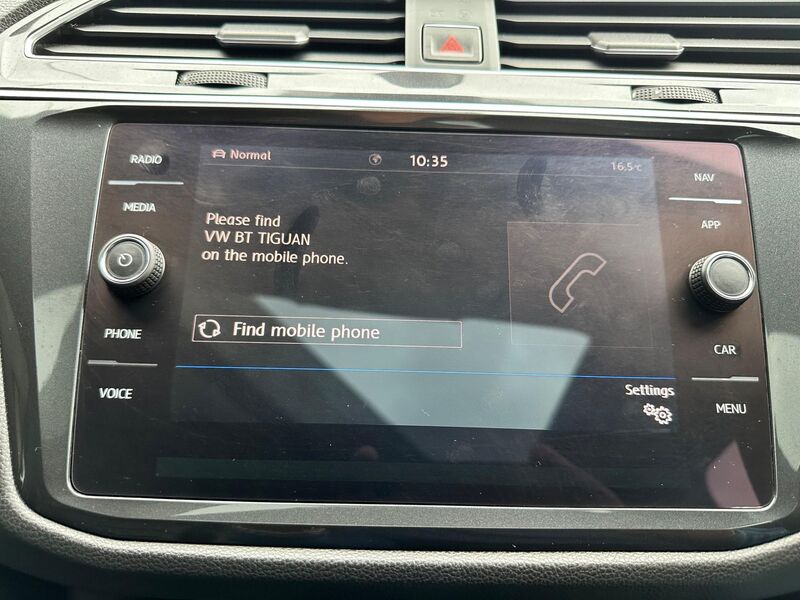 RADIO
MEDIA
PHONE
VOICE
Normal
10:35
16.5°C
Please find
VW BT TIGUAN
on the mobile phone.
Find mobile phone
Settings
NAV
APP
CAR
MENU